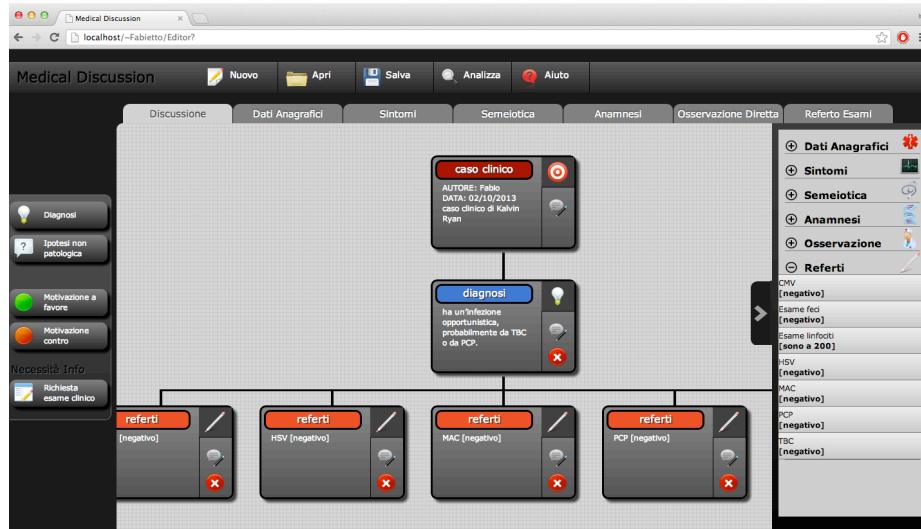 Medical Discussion
localhost/~Fabietto/Editor?
Medical Discussion
Nuovo
Apri
Salva
Analizza
Aiuto
Discussione
Dati Anagrafici
Sintomi
Semeiotica
Anamnesi
Osservazione Diretta
Referto Esami
Diagnosi
Ipotesi non
patologica
Motivazione a
favore
Motivazione
contro
Necessità Info
Richiesta
esame clinico
caso clinico
AUTORE: Fabio
DATA: 02/10/2013
caso clinico di Kalvin
Ryan
diagnosi
ha un'infezione
opportunistica,
probabilmente da TBC
o da PCP.
referti
[negativo]
referti
HSV [negativo]
referti
MAC [negativo]
referti
PCP [negativo]
Dati Anagrafici
Sintomi
Semeiotica
Anamnesi
Osservazione
Referti
CMV
[negativo]
Esame feci
[negativo]
Esame linfociti
[sono a 200]
HSV
[negativo]
MAC
[negativo]
PCP
[negativo]
TBC
[negativo]